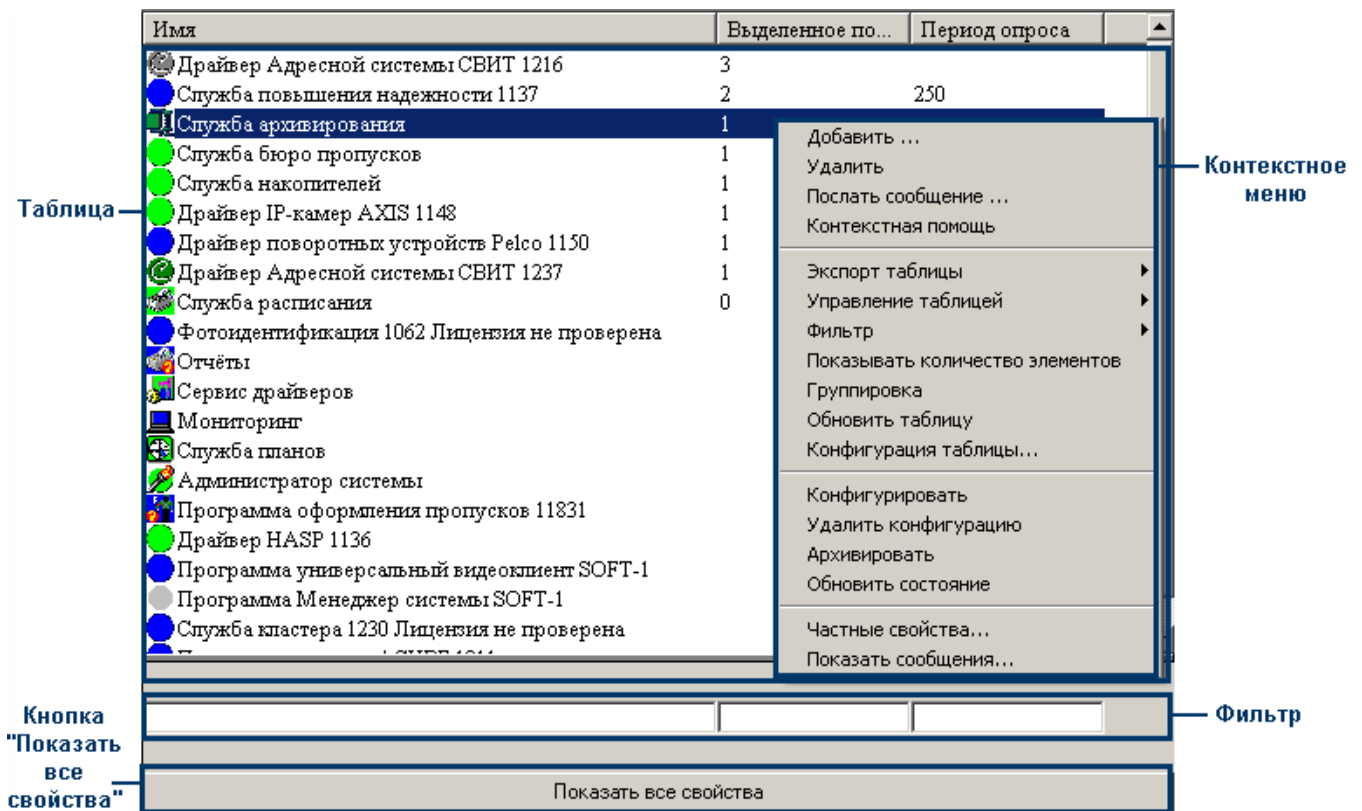 Имя Выделенное по... Период опроса
Драйвер Адресной системы СВИТ 1216 3
Служба повышения надежности 1137 2 250
Служба архивирования 1
Служба бюро пропусков 1
Служба накопителей 1
Драйвер IP-камер AXIS 1148 1
Драйвер поворотных устройств Pelco 1150 1
Драйвер Адресной системы СВИТ 1237 1
Служба расписания 0
Фотоидентификация 1062 Лицензия не проверена
Отчёты
Сервис драйверов
Мониторинг
Служба планов
Администратор системы
Программа оформления пропусков 11831
Драйвер HASP 1136
Программа универсальный видеоклиент SOFT-1
Программа Менеджер системы SOFT-1
Служба кластера 1230 Лицензия не проверена
Добавить ...
Удалить
Послать сообщение ...
Контекстная помощь
Экспорт таблицы
Управление таблицей
Фильтр
Показывать количество элементов
Группировка
Обновить таблицу
Конфигурация таблицы...
Конфигурировать
Удалить конфигурацию
Архивировать
Обновить состояние
Частные свойства...
Показать сообщения...
Таблица
Контекстное
меню
Фильтр
Кнопка
"Показать
все
свойства"
Показать все свойства